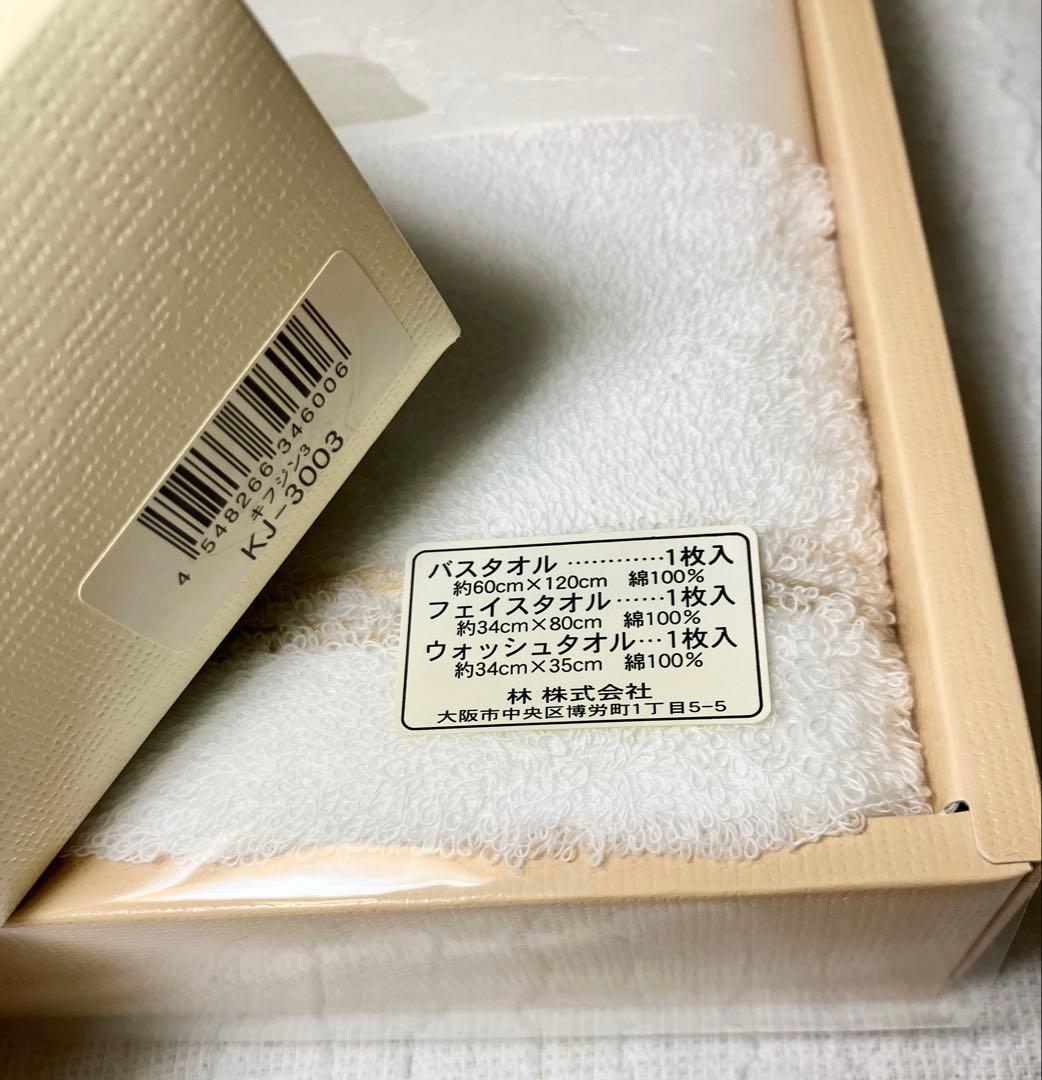 4 548266 346006
キフジン3
KJ-3003
バスタオル …………1枚入
約60cm×120cm 綿100%
フェイスタオル……1枚入
約34cm×80cm 綿100%
ウォッシュタオル…1枚入
約34cm×35cm 綿100%
林 株式会社
大阪市中央区博労町1丁目5-5